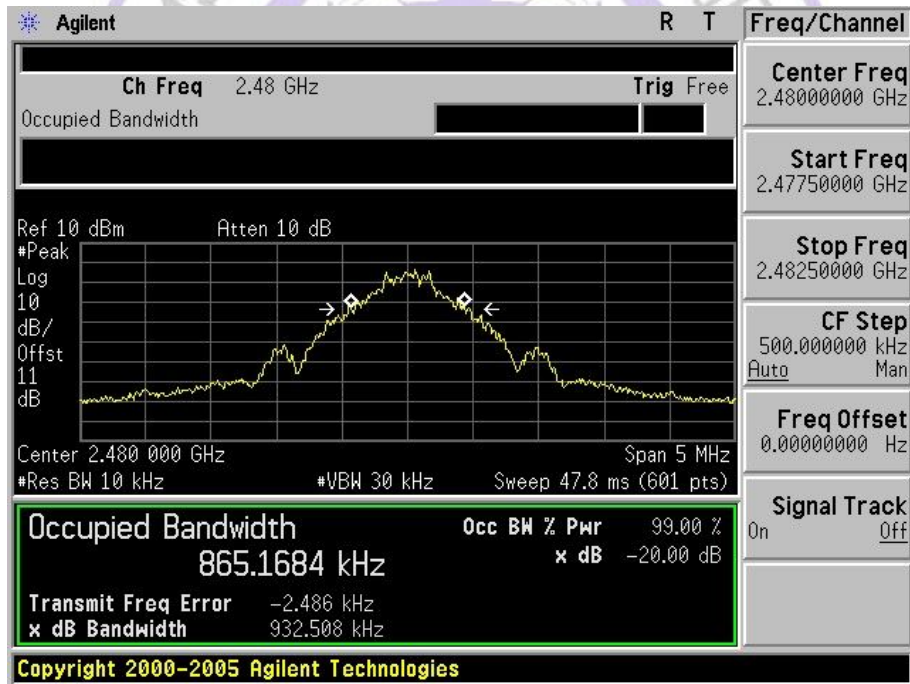 Agilent R T
Freq/Channel
Ch Freq 2.48 GHz Trig Free
Occupied Bandwidth
Center Freq
2.48000000 GHz
Start Freq
2.47750000 GHz
Stop Freq
2.48250000 GHz
CF Step
500.000000 kHz
Auto Man
Freq Offset
0.00000000 Hz
Signal Track
On Off
Ref 10 dBm Atten 10 dB
#Peak
Log
10
dB/
Offst
11
dB
Center 2.480 000 GHz Span 5 MHz
#Res BW 10 kHz #VBW 30 kHz Sweep 47.8 ms (601 pts)
Occupied Bandwidth Occ BW % Pwr 99.00 %
865.1684 kHz x dB -20.00 dB
Transmit Freq Error -2.486 kHz
x dB Bandwidth 932.508 kHz
Copyright 2000-2005 Agilent Technologies